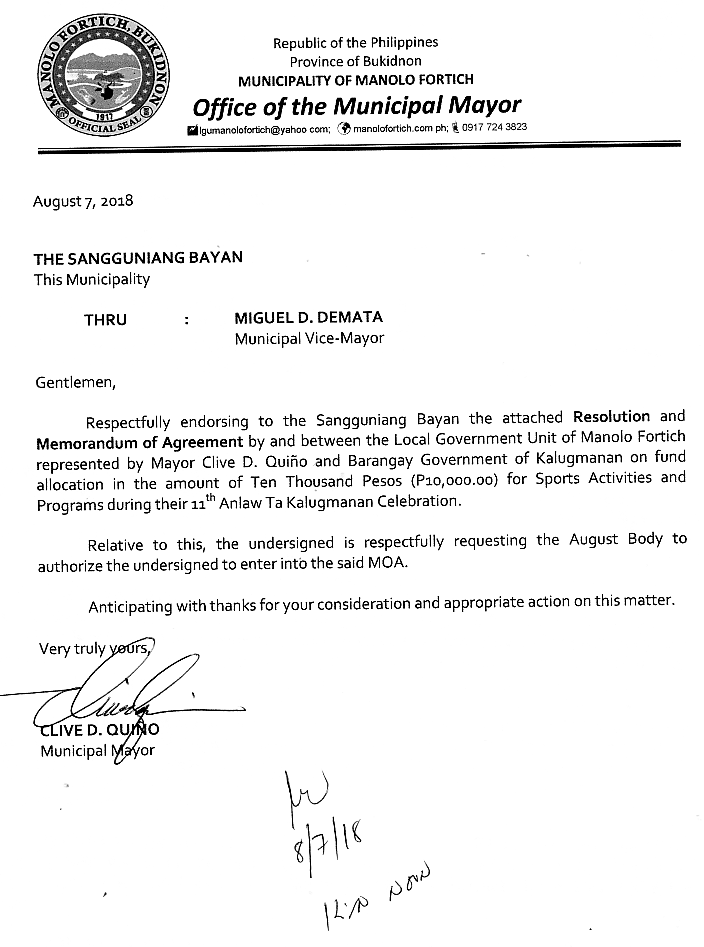 MANOLO FORTICH, BUKIDNON
1917
OFFICIAL SEAL
Republic of the Philippines
Province of Bukidnon
MUNICIPALITY OF MANOLO FORTICH
Office of the Municipal Mayor
lgumanolofortich@yahoo com; manolofortich.com ph; 0917 724 3823
August 7, 2018
THE SANGGUNIANG BAYAN
This Municipality
THRU : MIGUEL D. DEMATA
Municipal Vice-Mayor
Gentlemen,
Respectfully endorsing to the Sangguniang Bayan the attached Resolution and
Memorandum of Agreement by and between the Local Government Unit of Manolo Fortich
represented by Mayor Clive D. Quiño and Barangay Government of Kalugmanan on fund
allocation in the amount of Ten Thousand Pesos (P10,000.00) for Sports Activities and
Programs during their 11th Anlaw Ta Kalugmanan Celebration.
Relative to this, the undersigned is respectfully requesting the August Body to
authorize the undersigned to enter into the said MOA.
Anticipating with thanks for your consideration and appropriate action on this matter.
Very truly yours,
CLIVE D. QUIÑO
Municipal Mayor
8/7/18